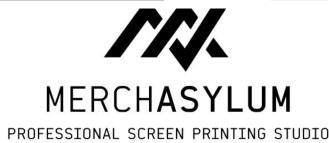 MERCHASYLUM
PROFESSIONAL SCREEN PRINTING STUDIO